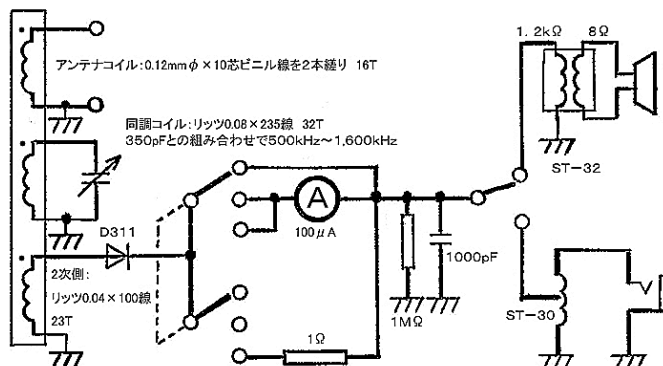 1.2kΩ 8Ω
アンテナコイル:0.12mmφ×10芯ビニル線を2本縒り 16T
同調コイル:リッツ0.08×235線 32T
350pFとの組み合わせで500kHz～1,600kHz
ST-32
D311
A
100μA
2次側:
リッツ0.04×100線
23T
1000pF
1MΩ
ST-30
1Ω